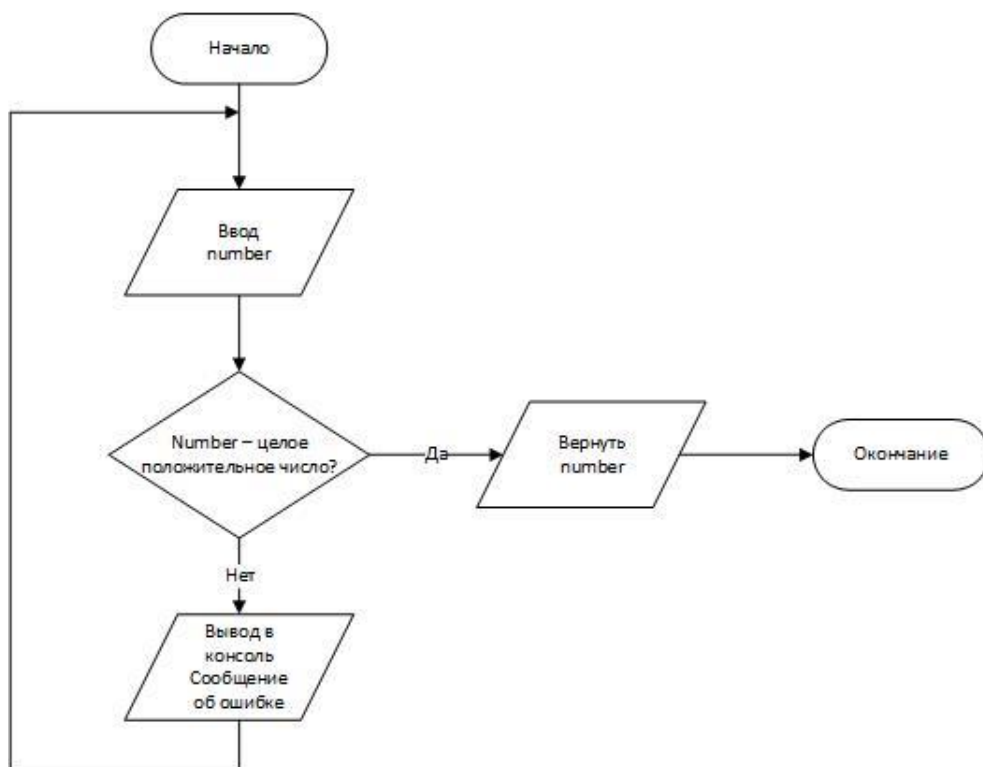 Начало
Ввод
number
Number – целое
положительное число?
Да
Вернуть
number
Окончание
Нет
Вывод в
консоль
Сообщение
об ошибке